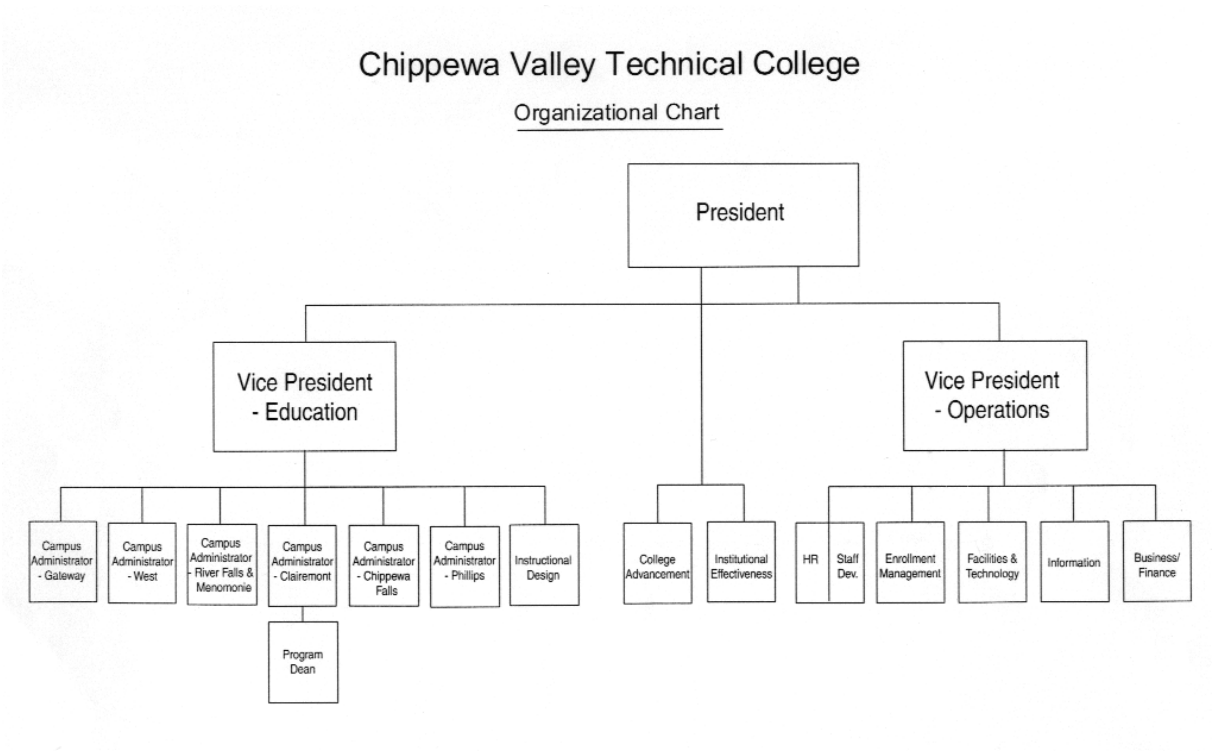 Chippewa Valley Technical College
Organizational Chart
President
Vice President
- Education
Vice President
- Operations
Campus
Administrator
- Gateway
Campus
Administrator
- West
Campus
Administrator
- River Falls &
Menomonie
Campus
Administrator
- Clairemont
Campus
Administrator
- Chippewa
Falls
Campus
Administrator
- Phillips
Instructional
Design
College
Advancement
Institutional
Effectiveness
HR
Staff
Dev.
Enrollment
Management
Facilities &
Technology
Information
Business/
Finance
Program
Dean